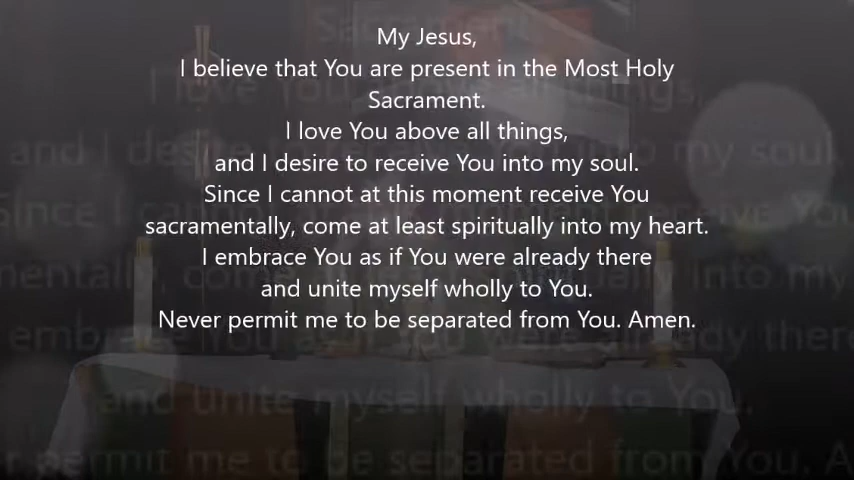 My Jesus,
I believe that You are present in the Most Holy
Sacrament.
I love You above all things,
and I desire to receive You into my soul.
Since I cannot at this moment receive You
sacramentally, come at least spiritually into my heart.
I embrace You as if You were already there
and unite myself wholly to You.
Never permit me to be separated from You. Amen.